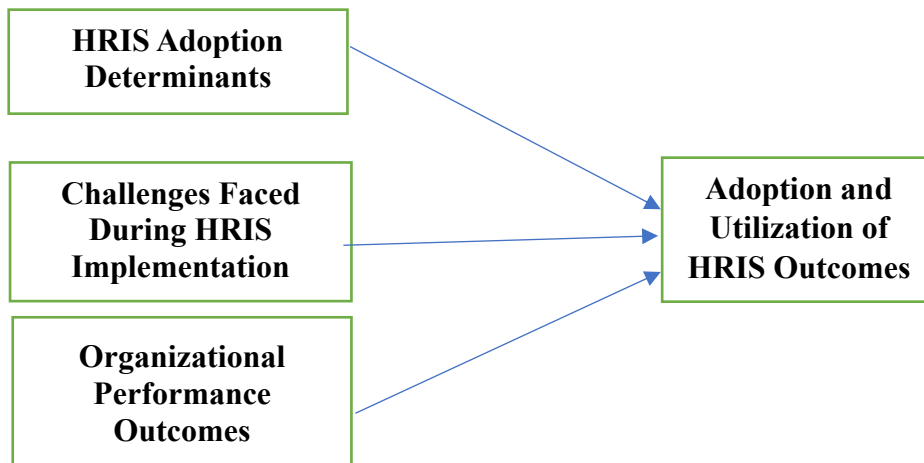 HRIS Adoption
Determinants
Challenges Faced
During HRIS
Implementation
Organizational
Performance
Outcomes
Adoption and
Utilization of
HRIS Outcomes